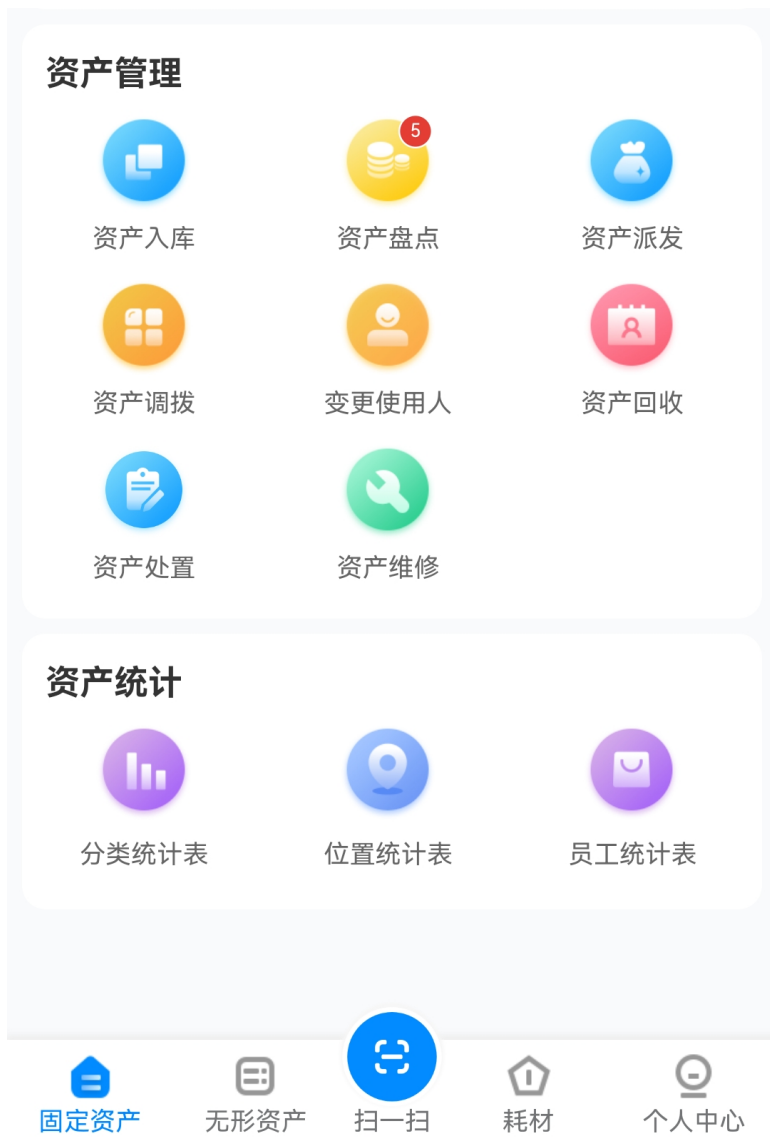 资产管理
5
资产入库 资产盘点 资产派发
资产调拨 变更使用人 资产回收
资产处置 资产维修
资产统计
分类统计表 位置统计表 员工统计表
固定资产 无形资产 扫一扫 耗材 个人中心